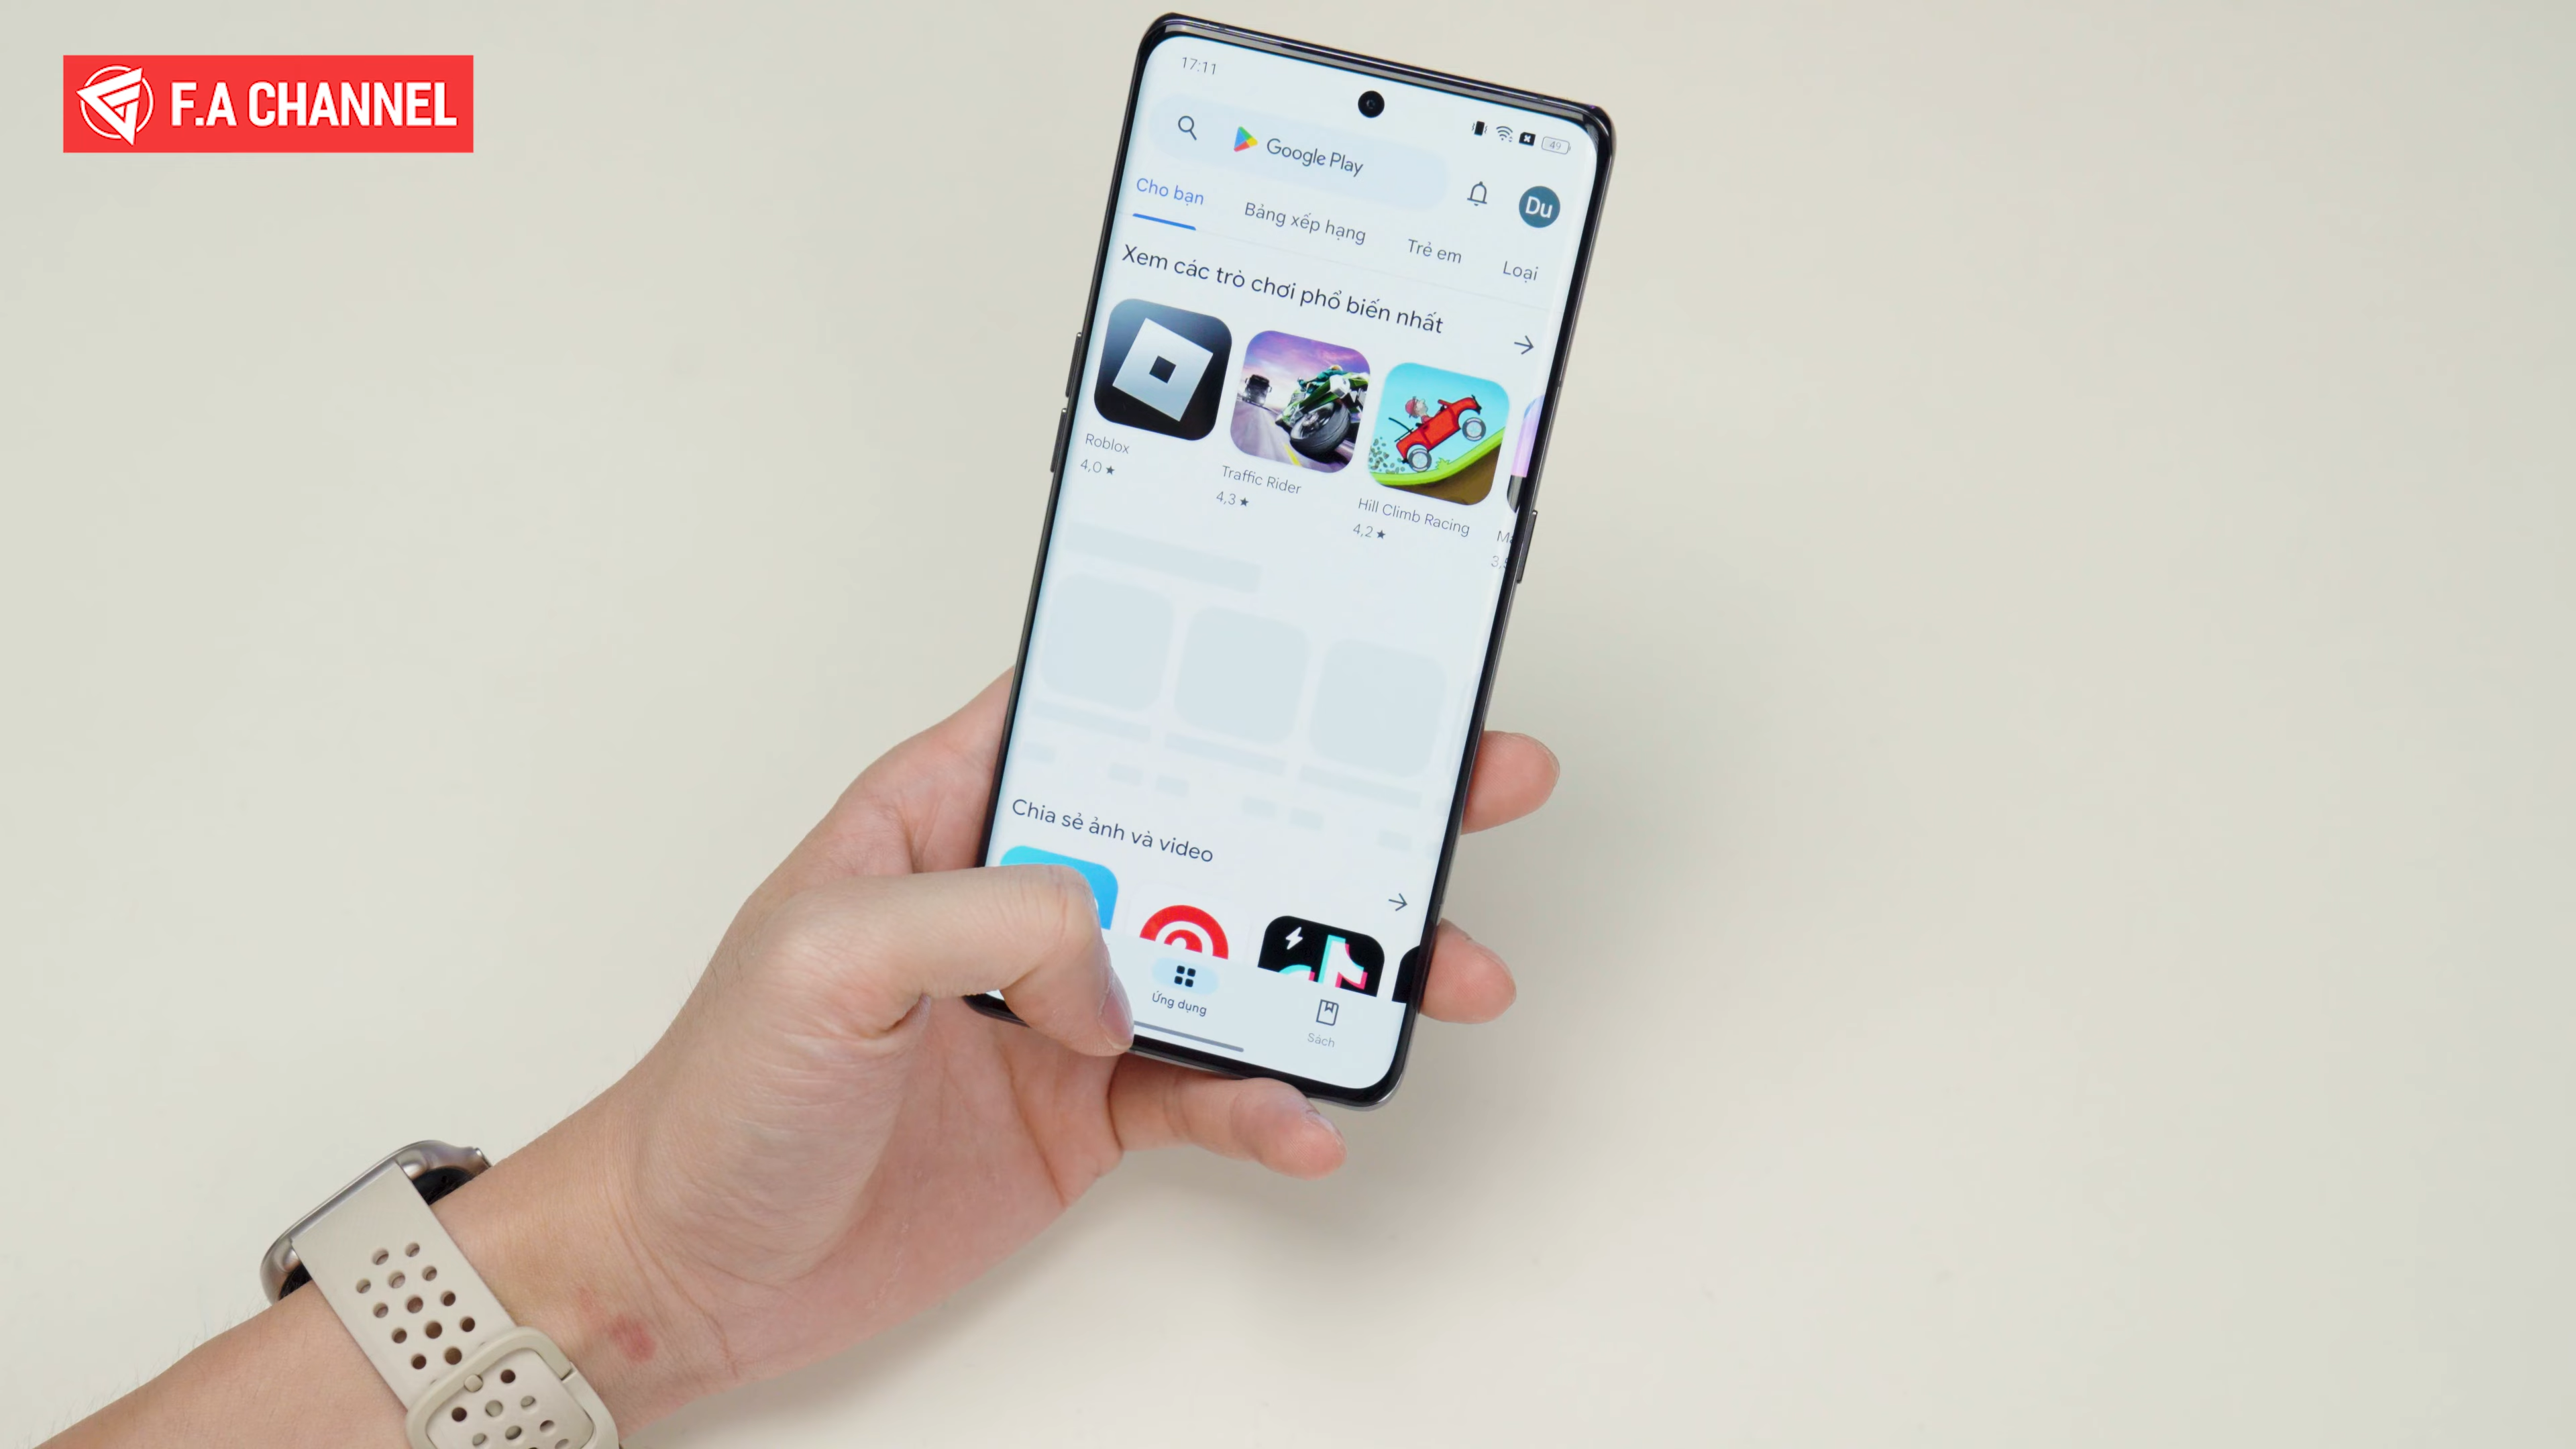 F.A CHANNEL
17:11
49
Google Play
Du
Cho bạn
Bảng xếp hạng
Trẻ em
Loại
Xem các trò chơi phổ biến nhất
Roblox
4,0 ★
Traffic Rider
4,3 ★
Hill Climb Racing
4,2 ★
Chia sẻ ảnh và video
Ứng dụng
Sách